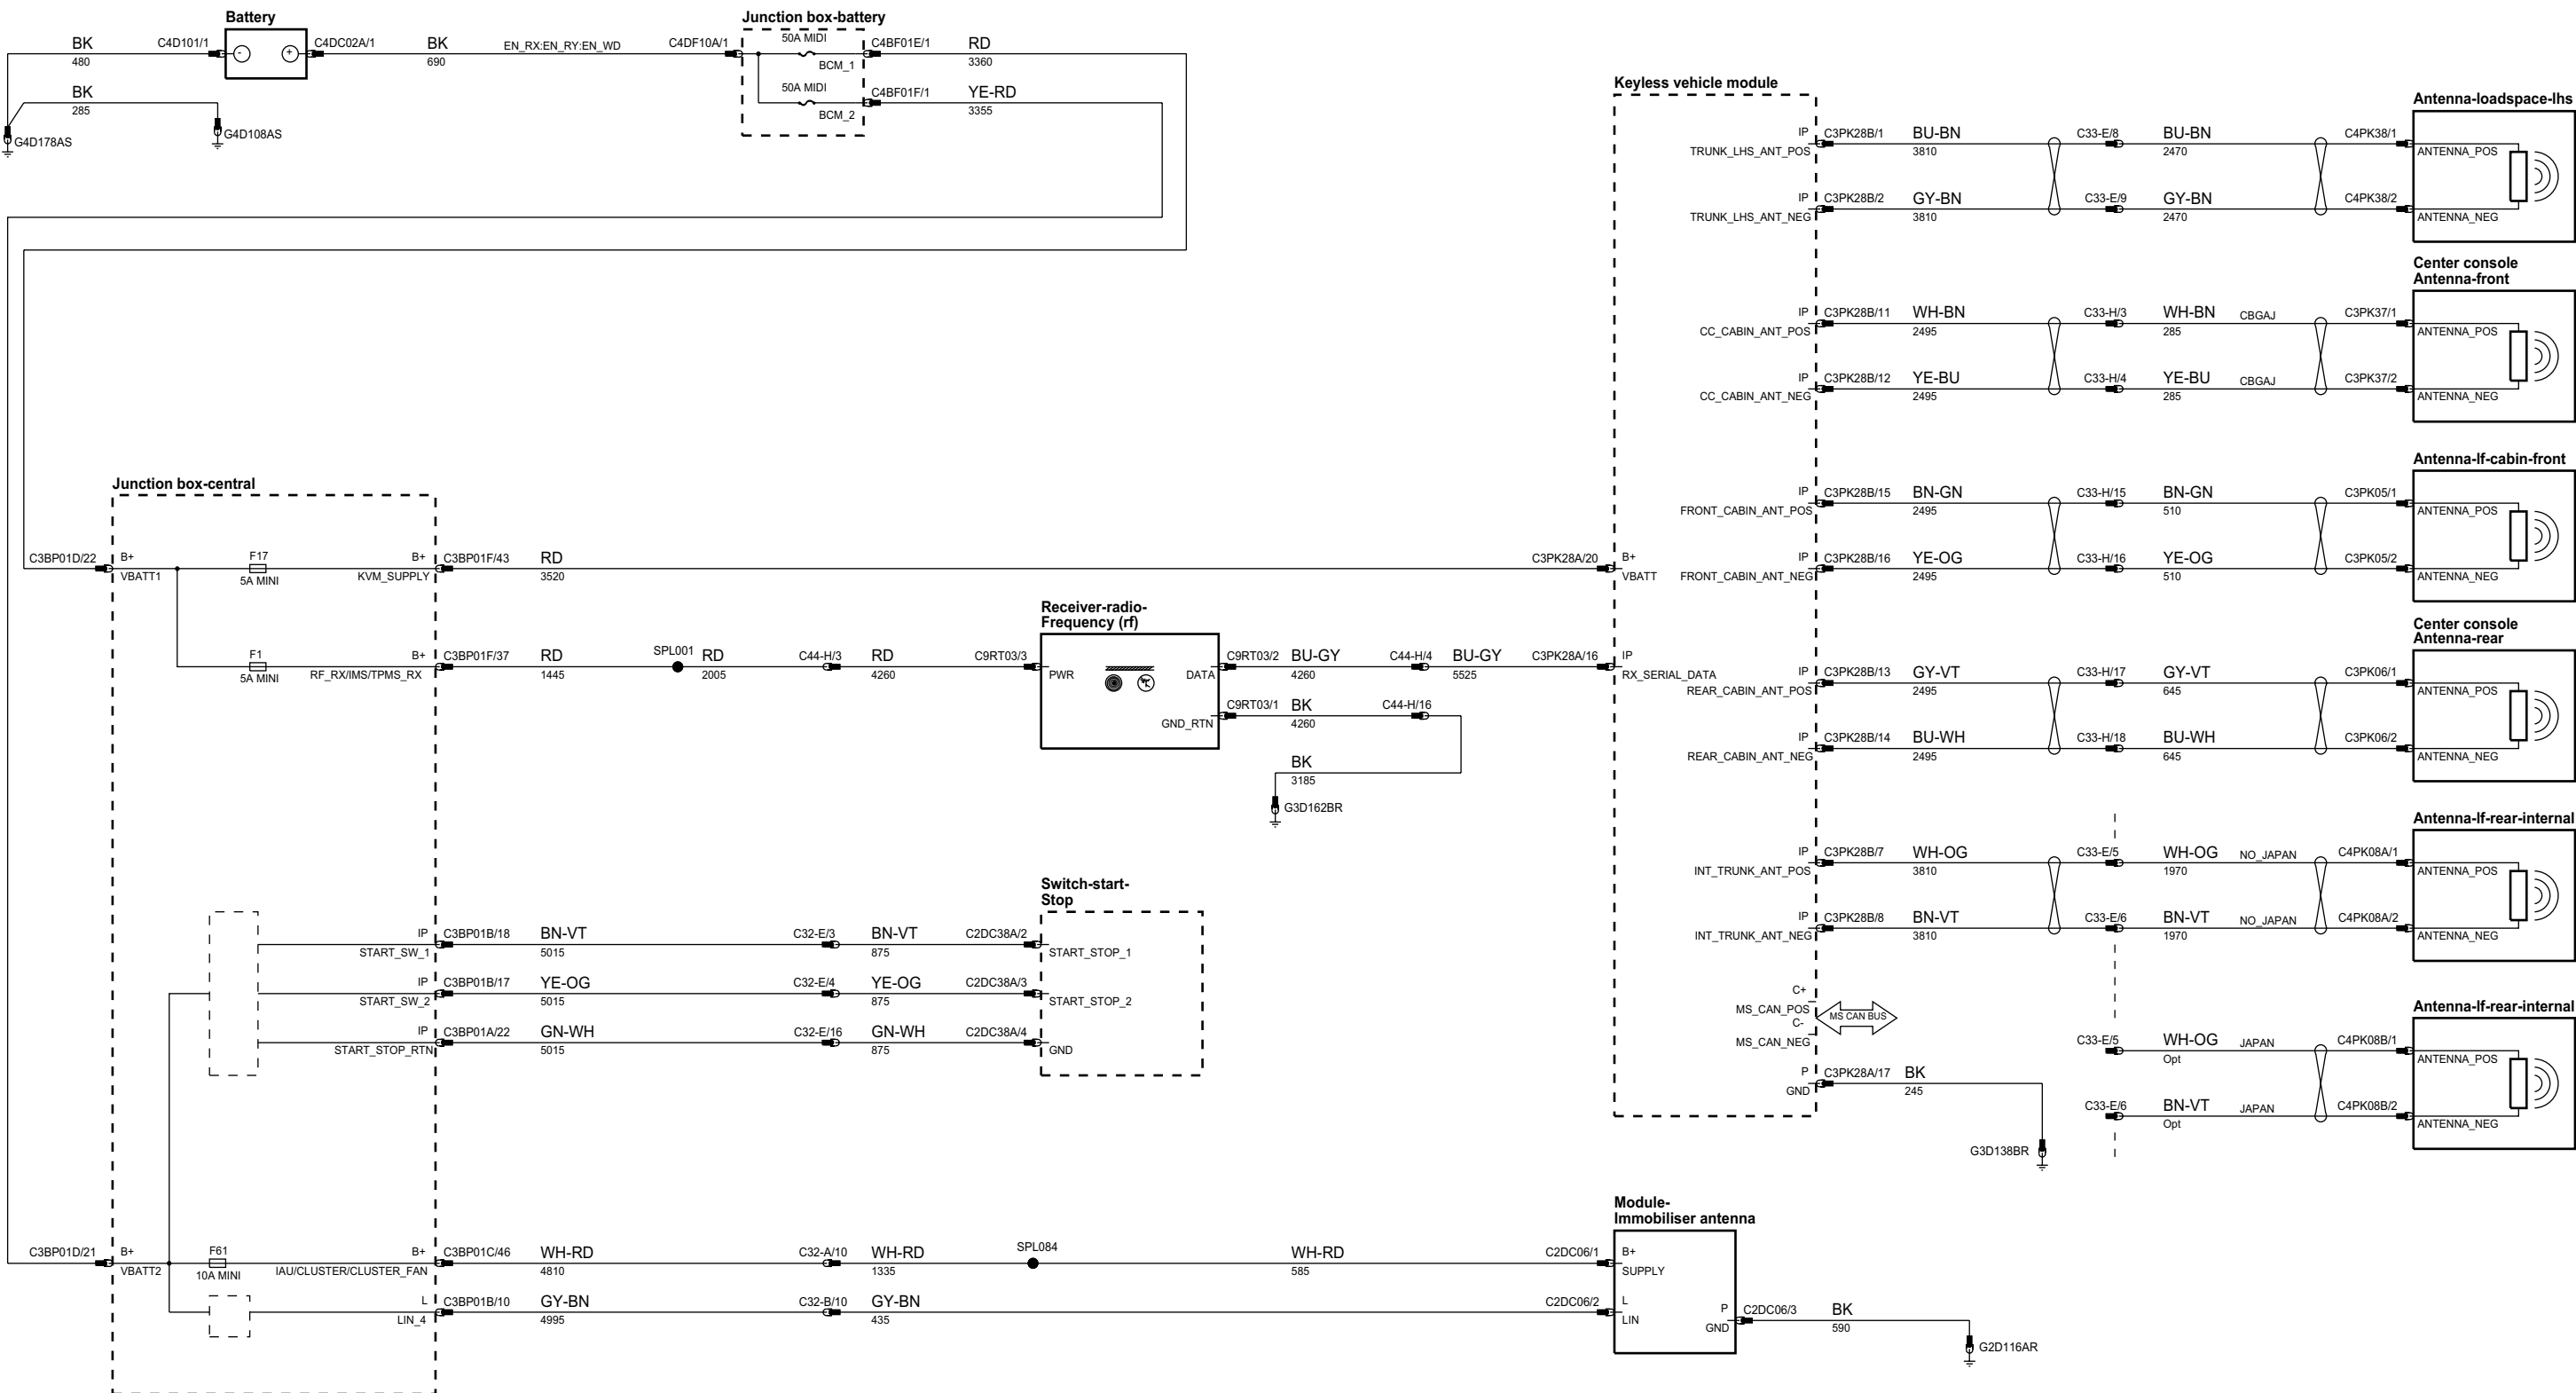 Battery
BK
480
C4D101/1
-
+
C4DC02A/1
BK
690
EN_RX:EN_RY:EN_WD
C4DF10A/1
BK
285
G4D178AS
G4D108AS
Junction box-battery
50A MIDI
BCM_1
C4BF01E/1
RD
3360
50A MIDI
BCM_2
C4BF01F/1
YE-RD
3355
Junction box-central
C3BP01D/22
B+
VBATT1
F17
5A MINI
B+
KVM_SUPPLY
C3BP01F/43
RD
3520
C3PK28A/20
F1
5A MINI
B+
RF_RX/IMS/TPMS_RX
C3BP01F/37
RD
1445
SPL001
RD
2005
C44-H/3
RD
4260
C9RT03/3
Receiver-radio-
Frequency (rf)
PWR
DATA
GND_RTN
C9RT03/2
BU-GY
4260
C44-H/4
BU-GY
5525
C3PK28A/16
C9RT03/1
BK
4260
C44-H/16
BK
3185
G3D162BR
IP
START_SW_1
C3BP01B/18
BN-VT
5015
C32-E/3
BN-VT
875
C2DC38A/2
IP
START_SW_2
C3BP01B/17
YE-OG
5015
C32-E/4
YE-OG
875
C2DC38A/3
IP
START_STOP_RTN
C3BP01A/22
GN-WH
5015
C32-E/16
GN-WH
875
C2DC38A/4
Switch-start-
Stop
START_STOP_1
START_STOP_2
GND
C3BP01D/21
B+
VBATT2
F61
10A MINI
B+
IAU/CLUSTER/CLUSTER_FAN
C3BP01C/46
WH-RD
4810
C32-A/10
WH-RD
1335
SPL084
WH-RD
585
C2DC06/1
L
LIN_4
C3BP01B/10
GY-BN
4995
C32-B/10
GY-BN
435
C2DC06/2
Module-
Immobiliser antenna
B+
SUPPLY
L
LIN
P
GND
C2DC06/3
BK
590
G2D116AR
Keyless vehicle module
B+
VBATT
IP
RX_SERIAL_DATA
IP
TRUNK_LHS_ANT_POS
C3PK28B/1
BU-BN
3810
C33-E/8
BU-BN
2470
C4PK38/1
IP
TRUNK_LHS_ANT_NEG
C3PK28B/2
GY-BN
3810
C33-E/9
GY-BN
2470
C4PK38/2
Antenna-loadspace-lhs
ANTENNA_POS
ANTENNA_NEG
IP
CC_CABIN_ANT_POS
C3PK28B/11
WH-BN
2495
C33-H/3
WH-BN
285
CBGAJ
C3PK37/1
IP
CC_CABIN_ANT_NEG
C3PK28B/12
YE-BU
2495
C33-H/4
YE-BU
285
CBGAJ
C3PK37/2
Center console
Antenna-front
ANTENNA_POS
ANTENNA_NEG
IP
FRONT_CABIN_ANT_POS
C3PK28B/15
BN-GN
2495
C33-H/15
BN-GN
510
C3PK05/1
IP
FRONT_CABIN_ANT_NEG
C3PK28B/16
YE-OG
2495
C33-H/16
YE-OG
510
C3PK05/2
Antenna-lf-cabin-front
ANTENNA_POS
ANTENNA_NEG
IP
REAR_CABIN_ANT_POS
C3PK28B/13
GY-VT
2495
C33-H/17
GY-VT
645
C3PK06/1
IP
REAR_CABIN_ANT_NEG
C3PK28B/14
BU-WH
2495
C33-H/18
BU-WH
645
C3PK06/2
Center console
Antenna-rear
ANTENNA_POS
ANTENNA_NEG
IP
INT_TRUNK_ANT_POS
C3PK28B/7
WH-OG
3810
C33-E/5
WH-OG
1970
NO_JAPAN
C4PK08A/1
IP
INT_TRUNK_ANT_NEG
C3PK28B/8
BN-VT
3810
C33-E/6
BN-VT
1970
NO_JAPAN
C4PK08A/2
Antenna-lf-rear-internal
ANTENNA_POS
ANTENNA_NEG
C+
MS_CAN_POS
C-
MS_CAN_NEG
MS CAN BUS
P
GND
C3PK28A/17
BK
245
G3D138BR
C33-E/5
WH-OG
Opt
JAPAN
C4PK08B/1
C33-E/6
BN-VT
Opt
JAPAN
C4PK08B/2
Antenna-lf-rear-internal
ANTENNA_POS
ANTENNA_NEG